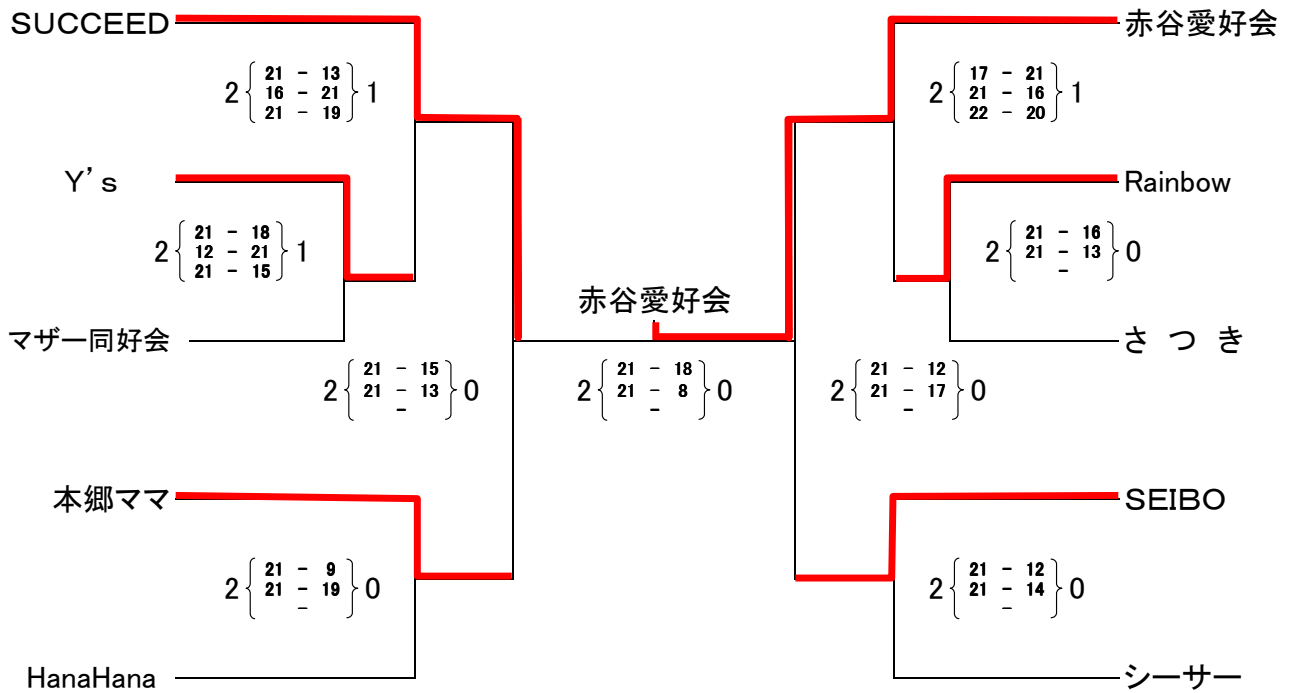 SUCCEED
赤谷愛好会
2 { 21 - 13 } 1
16 - 21
21 - 19
2 { 17 - 21 } 1
21 - 16
22 - 20
Y's
Rainbow
2 { 21 - 18 } 1
12 - 21
21 - 15
2 { 21 - 16 } 0
21 - 13
-
赤谷愛好会
マザー同好会
さ つ き
2 { 21 - 15 } 0
21 - 13
-
2 { 21 - 18 } 0
21 - 8
-
2 { 21 - 12 } 0
21 - 17
-
本郷ママ
SEIBO
2 { 21 - 9 } 0
21 - 19
-
2 { 21 - 12 } 0
21 - 14
-
HanaHana
シーサー